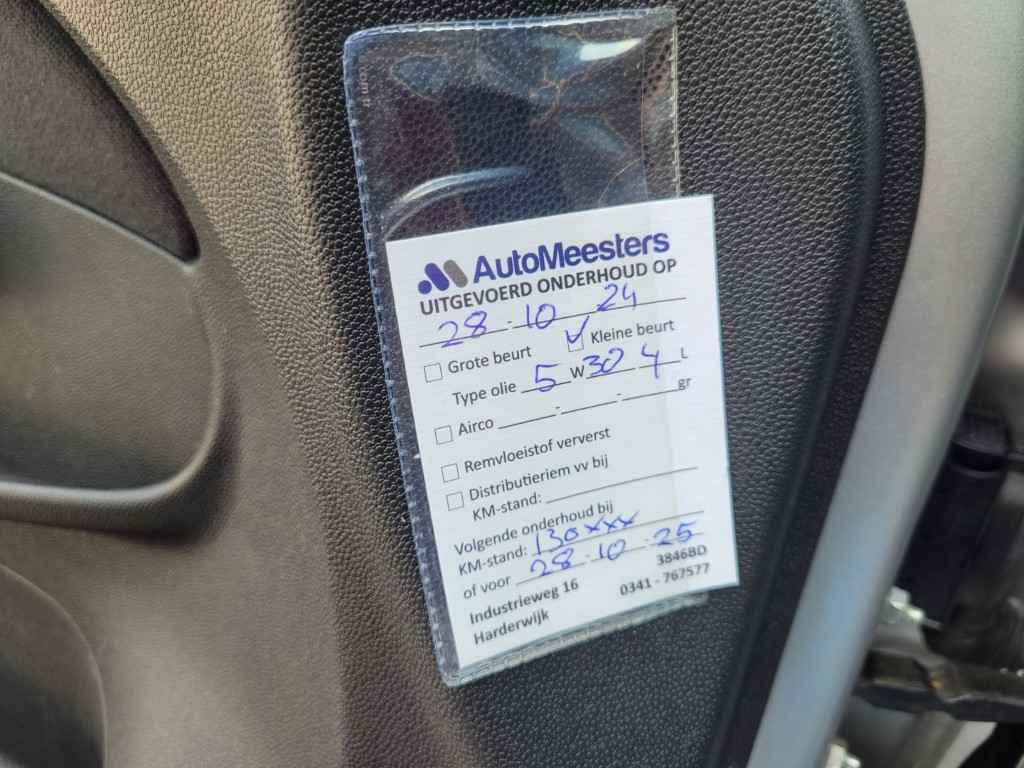 AutoMeesters
UITGEVOERD ONDERHOUD OP
28 - 10 24
Grote beurt ✓ Kleine beurt
Type olie 5 W 30 - 4 L
Airco - - gr
Remvloeistof ververst
Distributieriem vv bij
KM-stand:
Volgende onderhoud bij
KM-stand: 130xxx
of voor 28 - 10 - 25
Industrieweg 16 3846BD
Harderwijk 0341 - 767577